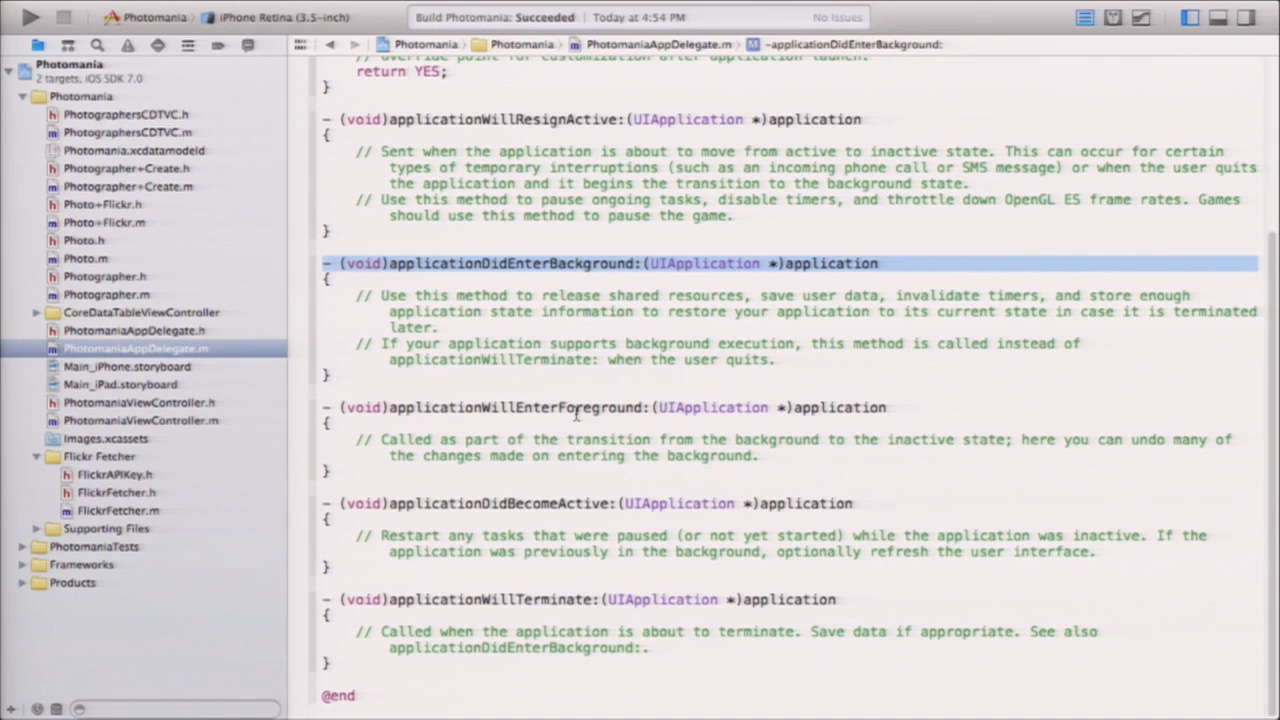 Photomania
iPhone Retina (3.5-inch)
Build Photomania: Succeeded
Today at 4:54 PM
No Issues
Photomania
Photomania
PhotomaniaAppDelegate.m
M
-applicationDidEnterBackground:
Photomania
2 targets, iOS SDK 7.0
Photomania
h PhotographersCDTVC.h
m PhotographersCDTVC.m
Photomania.xcdatamodeld
h Photographer+Create.h
m Photographer+Create.m
h Photo+Flickr.h
m Photo+Flickr.m
h Photo.h
m Photo.m
h Photographer.h
m Photographer.m
CoreDataTableViewController
h PhotomaniaAppDelegate.h
m PhotomaniaAppDelegate.m
Main_iPhone.storyboard
Main_iPad.storyboard
h PhotomaniaViewController.h
m PhotomaniaViewController.m
Images.xcassets
Flickr Fetcher
h FlickrAPIKey.h
h FlickrFetcher.h
m FlickrFetcher.m
Supporting Files
PhotomaniaTests
Frameworks
Products
// Override point for customization after application launch.
return YES;
}
- (void)applicationWillResignActive:(UIApplication *)application
{
// Sent when the application is about to move from active to inactive state. This can occur for certain
types of temporary interruptions (such as an incoming phone call or SMS message) or when the user quits
the application and it begins the transition to the background state.
// Use this method to pause ongoing tasks, disable timers, and throttle down OpenGL ES frame rates. Games
should use this method to pause the game.
}
- (void)applicationDidEnterBackground:(UIApplication *)application
{
// Use this method to release shared resources, save user data, invalidate timers, and store enough
application state information to restore your application to its current state in case it is terminated
later.
// If your application supports background execution, this method is called instead of
applicationWillTerminate: when the user quits.
}
- (void)applicationWillEnterForeground:(UIApplication *)application
{
// Called as part of the transition from the background to the inactive state; here you can undo many of
the changes made on entering the background.
}
- (void)applicationDidBecomeActive:(UIApplication *)application
{
// Restart any tasks that were paused (or not yet started) while the application was inactive. If the
application was previously in the background, optionally refresh the user interface.
}
- (void)applicationWillTerminate:(UIApplication *)application
{
// Called when the application is about to terminate. Save data if appropriate. See also
applicationDidEnterBackground:.
}
@end